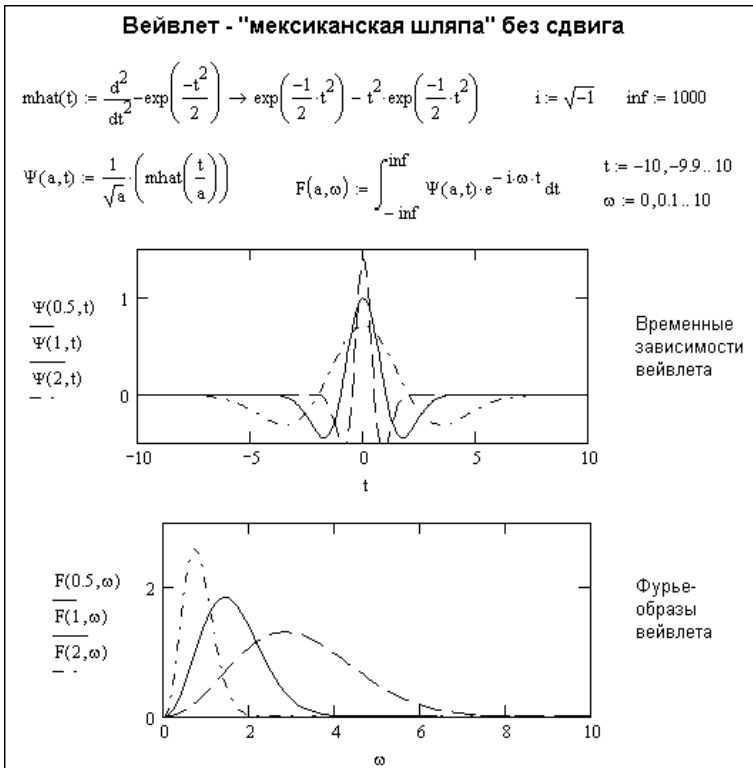 Вейвлет - "мексиканская шляпа" без сдвига
mhat(t) := d²/dt² -exp(-t²/2) → exp(-1/2·t²) - t²·exp(-1/2·t²)    i := √-1    inf := 1000
Ψ(a,t) := 1/√a·(mhat(t/a))    F(a,ω) := ∫_{-inf}^{inf} Ψ(a,t)·e^{-i·ω·t} dt    t := -10,-9.9.. 10
ω := 0,0.1.. 10
Ψ(0.5,t)
Ψ(1,t)
Ψ(2,t)
1
0
-10 -5 0 5 10
t
Временные
зависимости
вейвлета
F(0.5,ω)
F(1,ω)
F(2,ω)
2
0
0 2 4 6 8 10
ω
Фурье-
образы
вейвлета